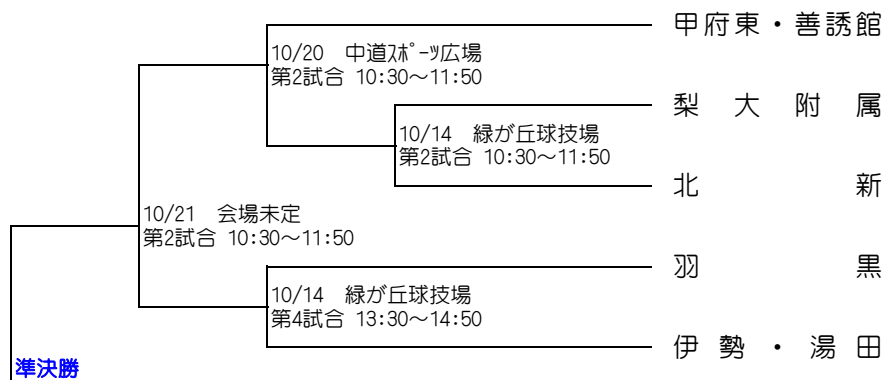 甲府東・善誘館
10/20　中道ｽﾎﾟｰﾂ広場
第2試合 10:30～11:50
梨大附属
10/14　緑が丘球技場
第2試合 10:30～11:50
北新
10/21　会場未定
第2試合 10:30～11:50
羽黒
10/14　緑が丘球技場
第4試合 13:30～14:50
伊勢・湯田
準決勝